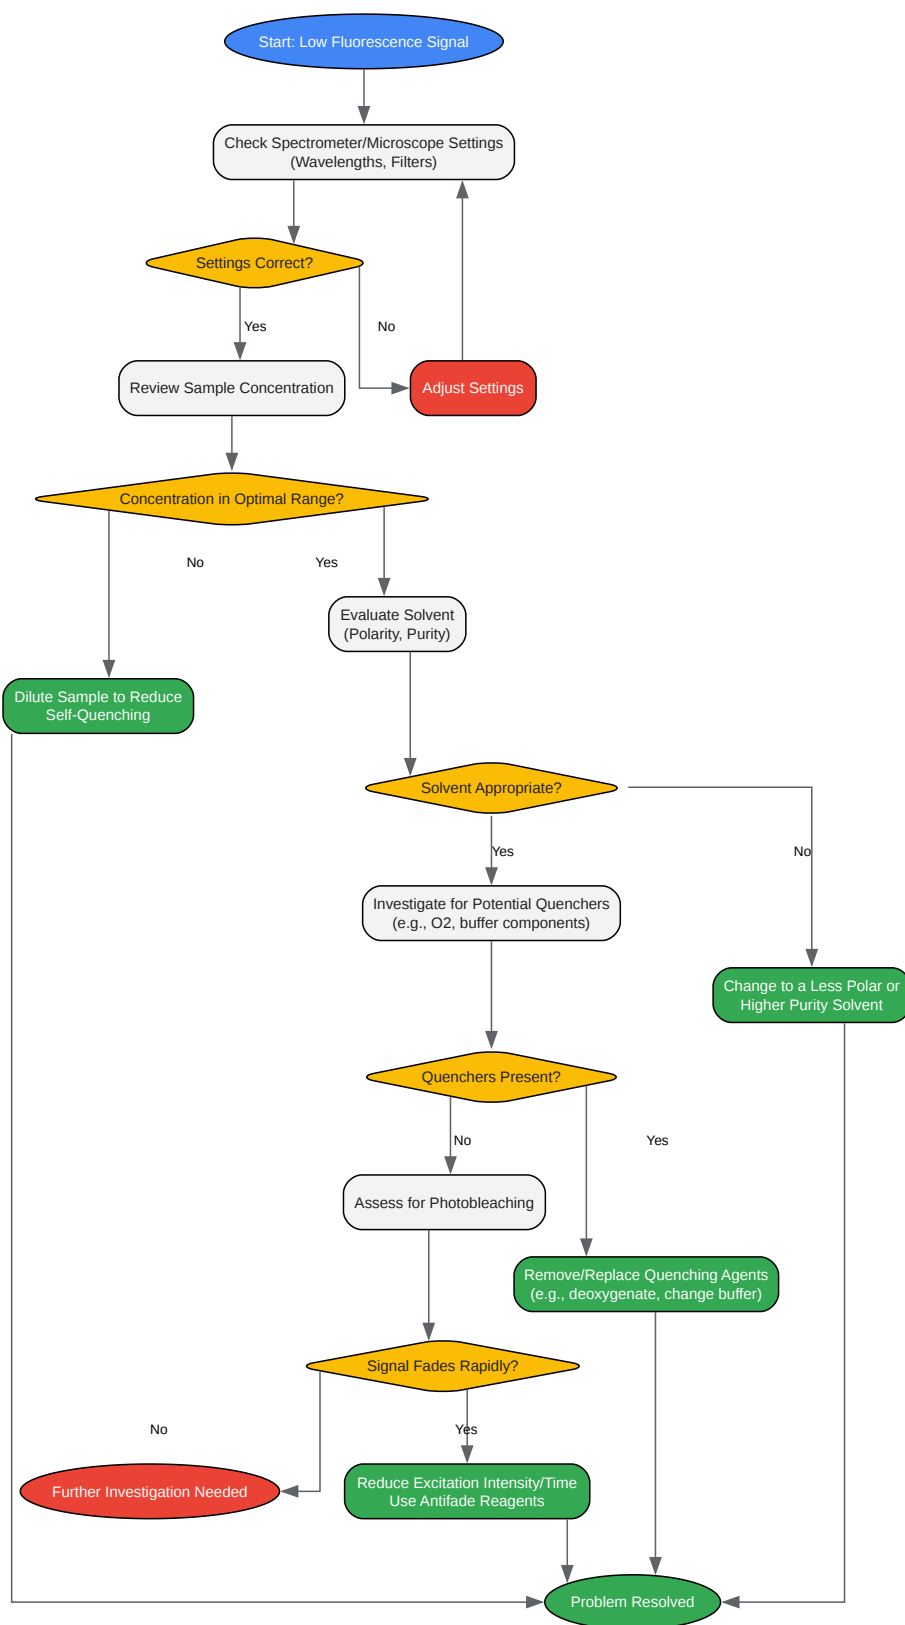 Start: Low Fluorescence Signal
Check Spectrometer/Microscope Settings
(Wavelengths, Filters)
Settings Correct?
Yes
No
Review Sample Concentration
Adjust Settings
Concentration in Optimal Range?
No
Yes
Evaluate Solvent
(Polarity, Purity)
Dilute Sample to Reduce
Self-Quenching
Solvent Appropriate?
Yes
No
Investigate for Potential Quenchers
(e.g., O2, buffer components)
Change to a Less Polar or
Higher Purity Solvent
Quenchers Present?
No
Yes
Assess for Photobleaching
Remove/Replace Quenching Agents
(e.g., deoxygenate, change buffer)
Signal Fades Rapidly?
No
Yes
Further Investigation Needed
Reduce Excitation Intensity/Time
Use Antifade Reagents
Problem Resolved